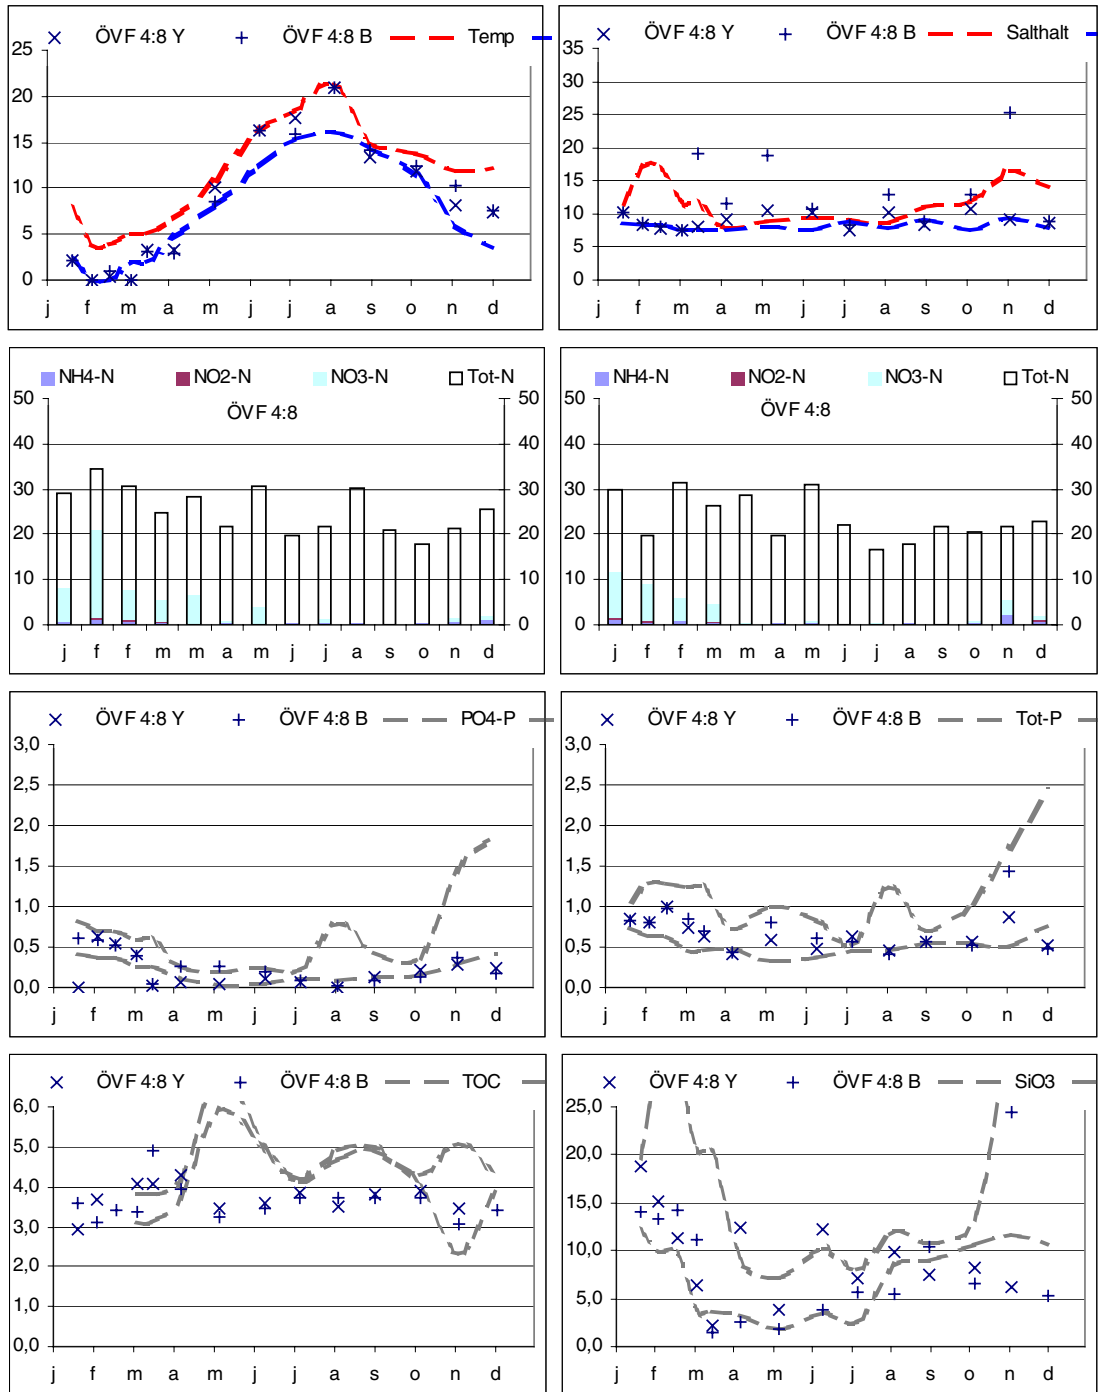 ÖVF 4:8 Y ÖVF 4:8 B Temp
25
20
15
10
5
0
j f m a m j j a s o n d
ÖVF 4:8 Y ÖVF 4:8 B Salthalt
35
30
25
20
15
10
5
0
j f m a m j j a s o n d
NH4-N NO2-N NO3-N Tot-N
ÖVF 4:8
50 50
40 40
30 30
20 20
10 10
0 0
j f f m m a m j j a s o n d
NH4-N NO2-N NO3-N Tot-N
ÖVF 4:8
50 50
40 40
30 30
20 20
10 10
0 0
j f f m m a m j j a s o n d
ÖVF 4:8 Y ÖVF 4:8 B PO4-P
3,0
2,5
2,0
1,5
1,0
0,5
0,0
j f m a m j j a s o n d
ÖVF 4:8 Y ÖVF 4:8 B Tot-P
3,0
2,5
2,0
1,5
1,0
0,5
0,0
j f m a m j j a s o n d
ÖVF 4:8 Y ÖVF 4:8 B TOC
6,0
5,0
4,0
3,0
2,0
1,0
0,0
j f m a m j j a s o n d
ÖVF 4:8 Y ÖVF 4:8 B SiO3
25,0
20,0
15,0
10,0
5,0
0,0
j f m a m j j a s o n d